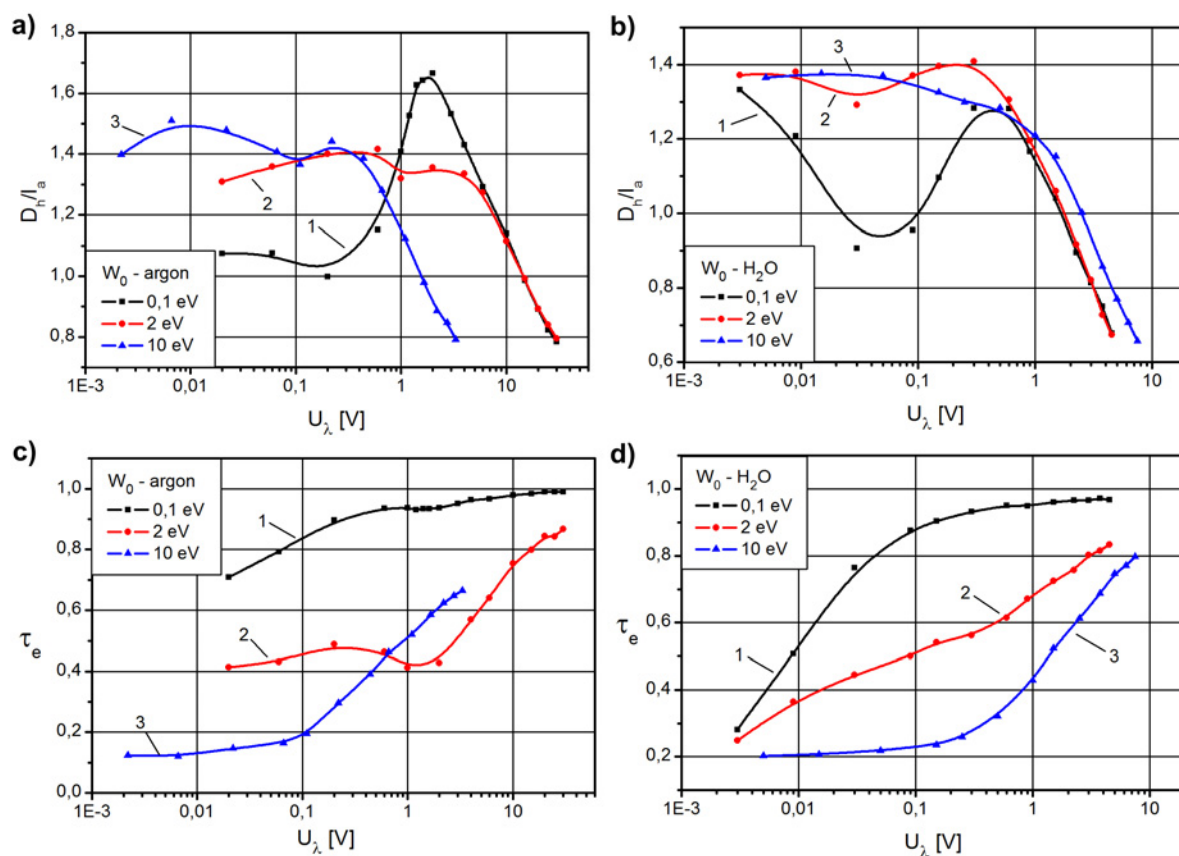 a)
1,8
1,6
1,4
1,2
1,0
0,8
D_h/I_a
3
2
1
W_0 - argon
0,1 eV
2 eV
10 eV
1E-3
0,01
0,1
1
10
U_λ [V]
b)
1,4
1,2
1,0
0,8
0,6
D_h/I_a
3
1
2
W_0 - H_2O
0,1 eV
2 eV
10 eV
1E-3
0,01
0,1
1
10
U_λ [V]
c)
1,0
0,8
0,6
0,4
0,2
0,0
τ_e
W_0 - argon
0,1 eV
2 eV
10 eV
1
2
3
1E-3
0,01
0,1
1
10
U_λ [V]
d)
1,0
0,8
0,6
0,4
0,2
0,0
τ_e
W_0 - H_2O
0,1 eV
2 eV
10 eV
1
2
3
1E-3
0,01
0,1
1
10
U_λ [V]